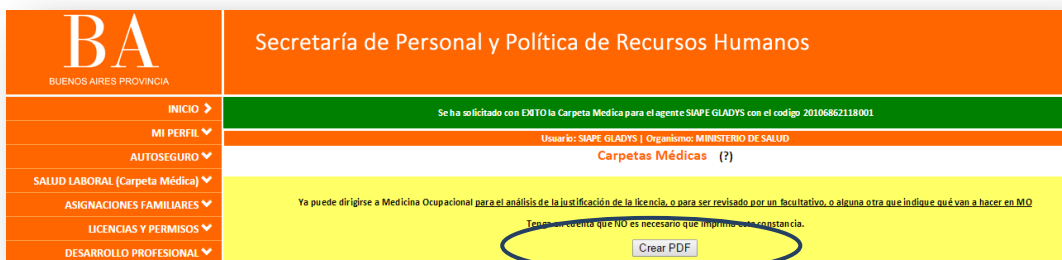 BA
BUENOS AIRES PROVINCIA
Secretaría de Personal y Política de Recursos Humanos
INICIO
MI PERFIL
AUTOSEGURO
SALUD LABORAL (Carpeta Médica)
ASIGNACIONES FAMILIARES
LICENCIAS Y PERMISOS
DESARROLLO PROFESIONAL
Se ha solicitado con EXITO la Carpeta Medica para el agente SIAPE GLADYS con el codigo 20106862118001
Usuario: SIAPE GLADYS | Organismo: MINISTERIO DE SALUD
Carpetas Médicas (?)
Ya puede dirigirse a Medicina Ocupacional para el análisis de la justificación de la licencia, o para ser revisado por un facultativo, o alguna otra que indique qué van a hacer en MO
Tenga en cuenta que NO es necesario que imprima esta constancia.
Crear PDF